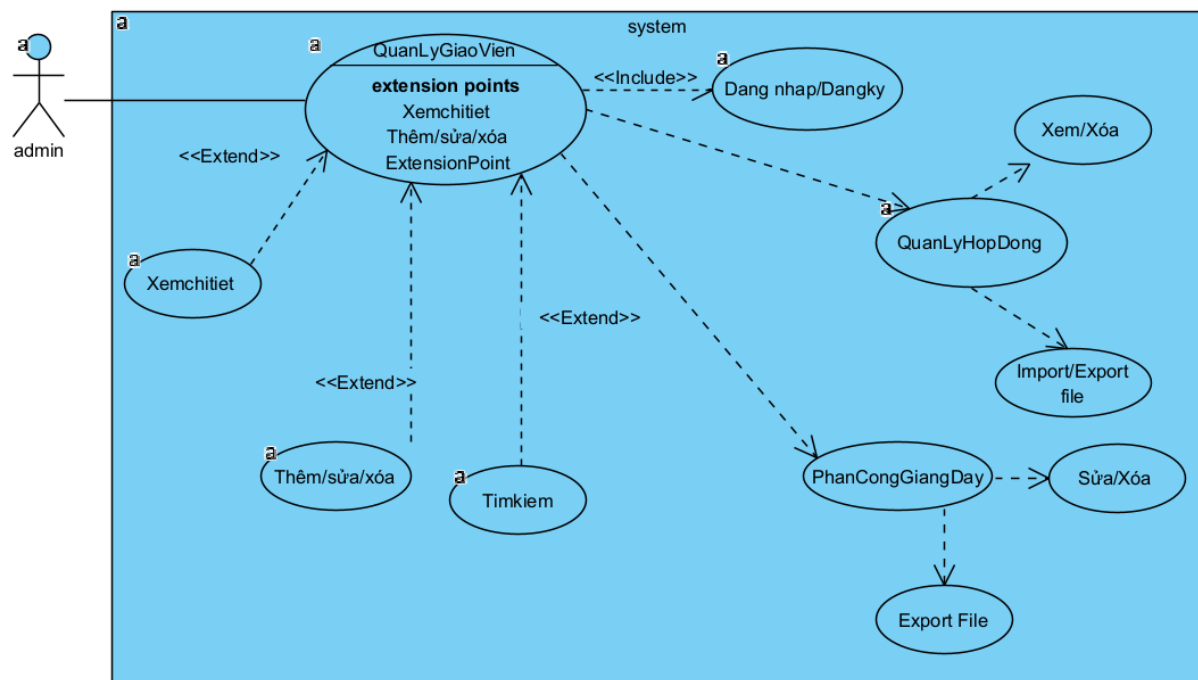 system
a
a
admin
a
QuanLyGiaoVien
extension points
Xemchitiet
Thêm/sửa/xóa
ExtensionPoint
<<Include>>
a
Dang nhap/Dangky
Xem/Xóa
<<Extend>>
a
QuanLyHopDong
a
Xemchitiet
<<Extend>>
Import/Export
file
<<Extend>>
a
Thêm/sửa/xóa
a
Timkiem
PhanCongGiangDay
Sửa/Xóa
Export File